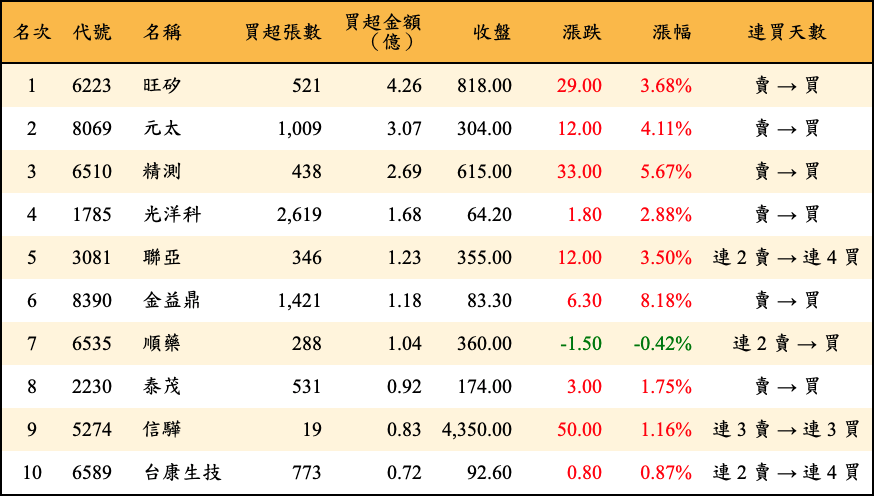 名次 代號 名稱 買超張數 買超金額（億） 收盤 漲跌 漲幅 連買天數
1 6223 旺矽 521 4.26 818.00 29.00 3.68% 賣 → 買
2 8069 元太 1,009 3.07 304.00 12.00 4.11% 賣 → 買
3 6510 精測 438 2.69 615.00 33.00 5.67% 賣 → 買
4 1785 光洋科 2,619 1.68 64.20 1.80 2.88% 賣 → 買
5 3081 聯亞 346 1.23 355.00 12.00 3.50% 連 2 賣 → 連 4 買
6 8390 金益鼎 1,421 1.18 83.30 6.30 8.18% 賣 → 買
7 6535 順藥 288 1.04 360.00 -1.50 -0.42% 連 2 賣 → 買
8 2230 泰茂 531 0.92 174.00 3.00 1.75% 賣 → 買
9 5274 信驊 19 0.83 4,350.00 50.00 1.16% 連 3 賣 → 連 3 買
10 6589 台康生技 773 0.72 92.60 0.80 0.87% 連 2 賣 → 連 4 買